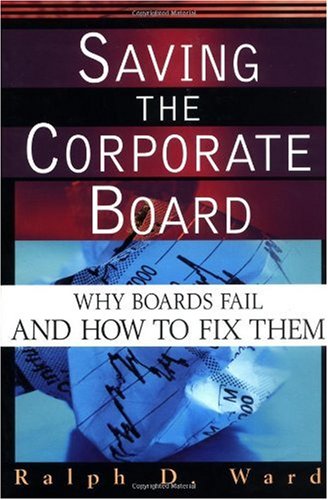 SAVING
THE
CORPORATE
BOARD
WHY BOARDS FAIL
AND HOW TO FIX THEM
Ralph D. Ward